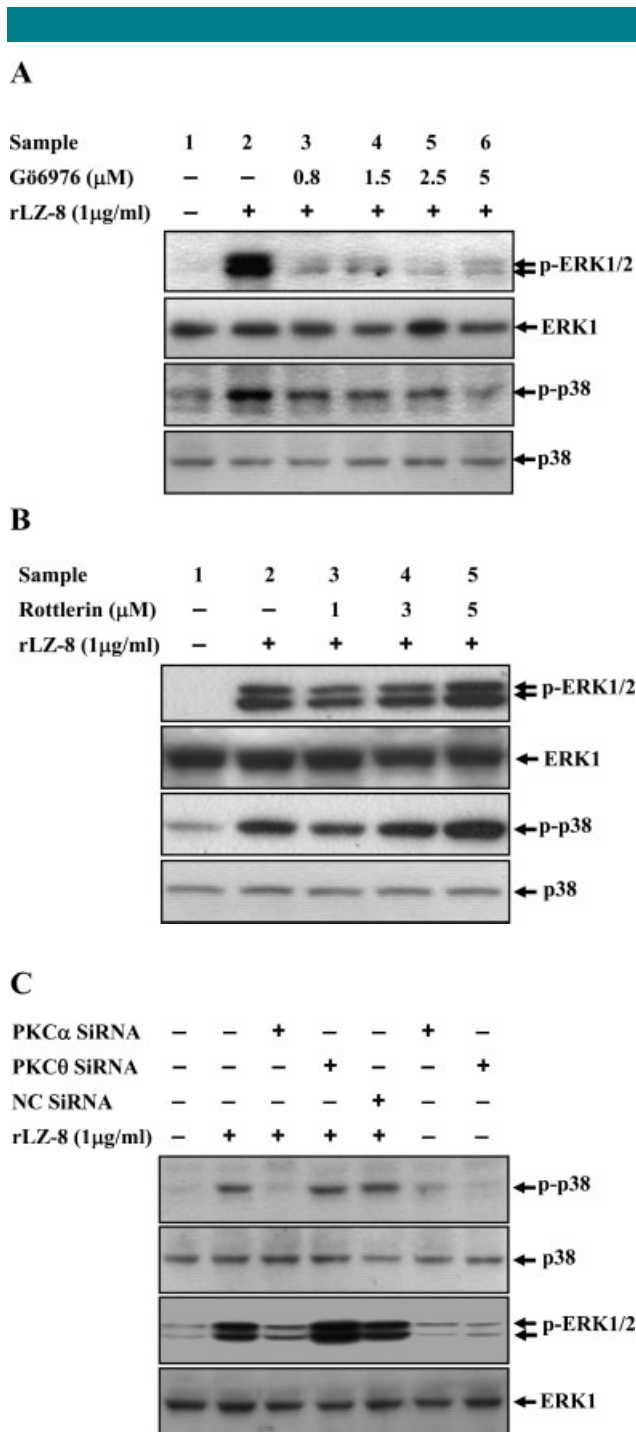 A
Sample 1 2 3 4 5 6
Gö6976 (μM) – – 0.8 1.5 2.5 5
rLZ-8 (1μg/ml) – + + + + +
p-ERK1/2
ERK1
p-p38
p38
B
Sample 1 2 3 4 5
Rottlerin (μM) – – 1 3 5
rLZ-8 (1μg/ml) – + + + +
p-ERK1/2
ERK1
p-p38
p38
C
PKCα SiRNA – – + – – + –
PKCθ SiRNA – – – + – – +
NC SiRNA – – – – + – –
rLZ-8 (1μg/ml) – + + + + – –
p-p38
p38
p-ERK1/2
ERK1